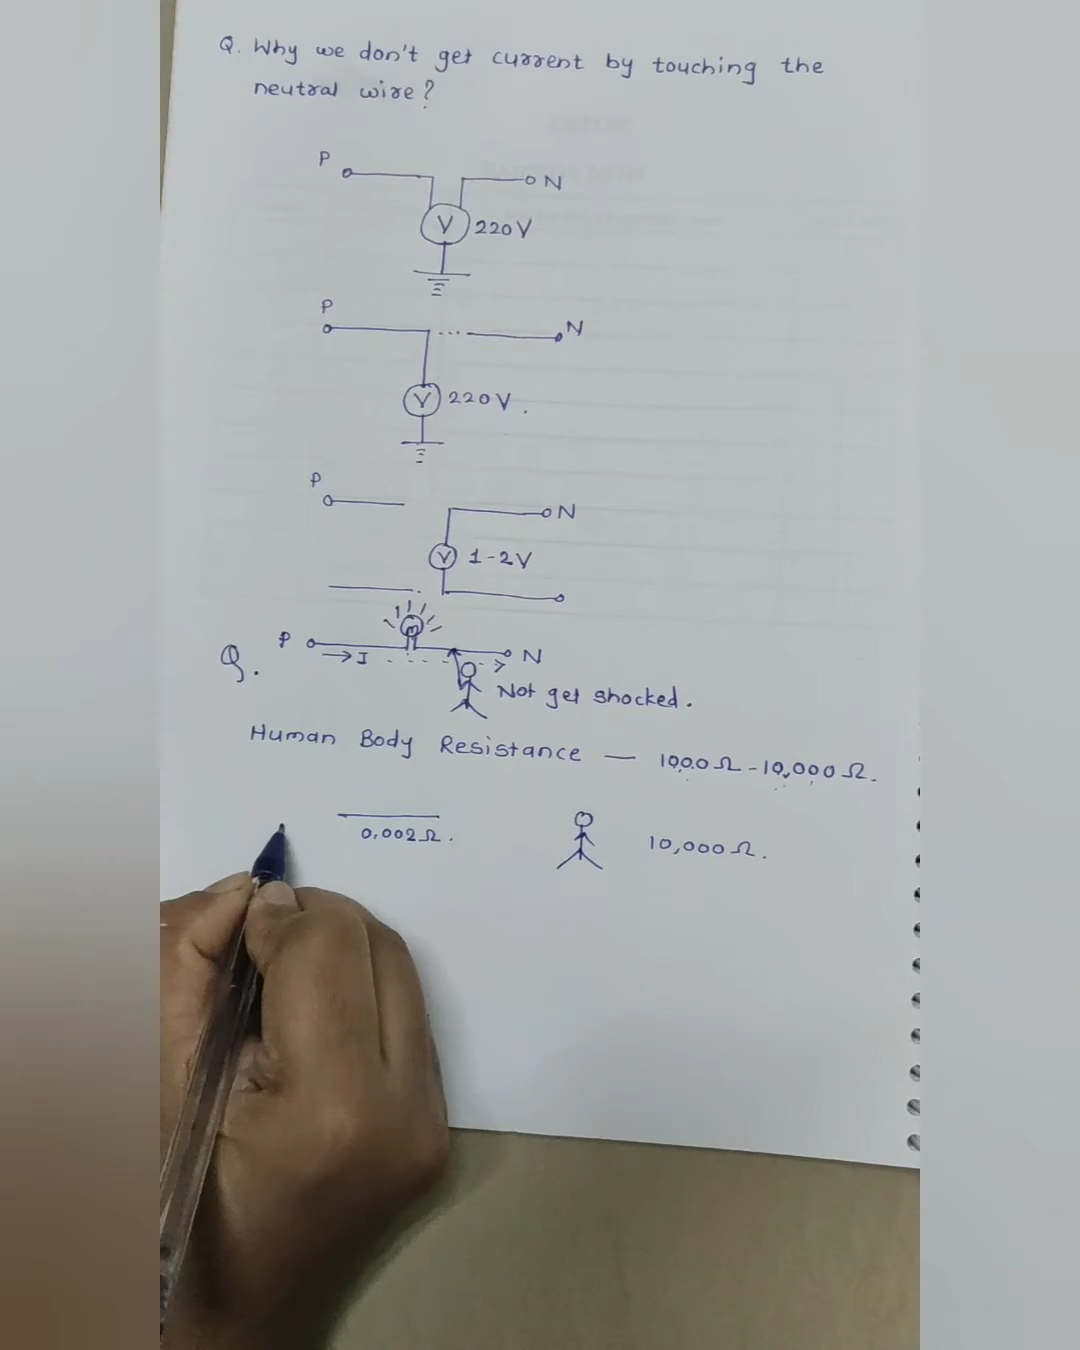 Q. Why we don't get current by touching the
neutral wire?
P
N
V 220V
P
N
V 220V.
P
N
V 1-2V
Q. P I N
Not get shocked.
Human Body Resistance — 1000Ω-10,000Ω.
0.002Ω. 10,000Ω.